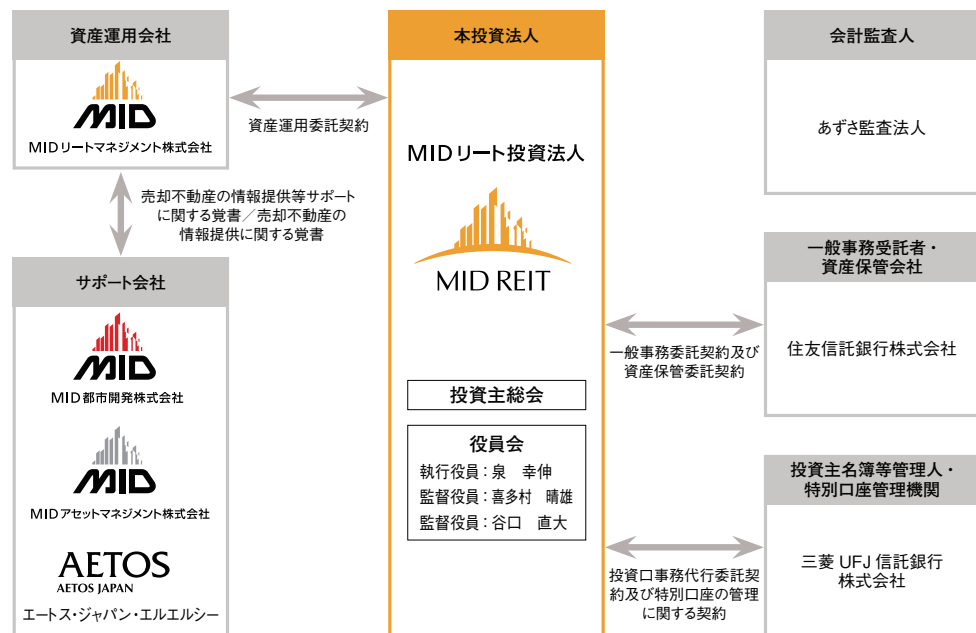 資産運用会社
MID
MIDリートマネジメント株式会社
資産運用委託契約
売却不動産の情報提供等サポート
に関する覚書／売却不動産の
情報提供に関する覚書
サポート会社
MID
MID都市開発株式会社
MID
MIDアセットマネジメント株式会社
AETOS
AETOS JAPAN
エートス・ジャパン・エルエルシー
本投資法人
MIDリート投資法人
MID REIT
投資主総会
役員会
執行役員：泉　幸伸
監督役員：喜多村　晴雄
監督役員：谷口　直大
会計監査人
あずさ監査法人
一般事務受託者・
資産保管会社
住友信託銀行株式会社
一般事務委託契約及び
資産保管委託契約
投資主名簿等管理人・
特別口座管理機関
三菱 UFJ 信託銀行
株式会社
投資口事務代行委託契
約及び特別口座の管理
に関する契約